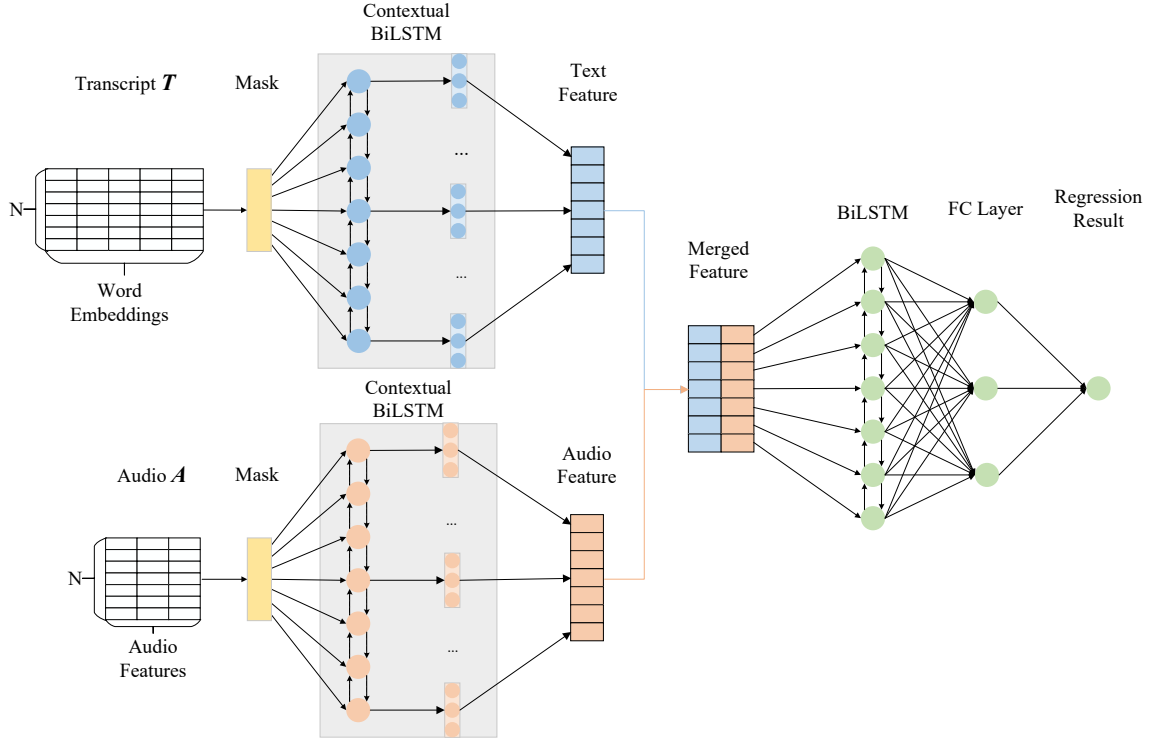 Contextual
BiLSTM
Transcript T
Mask
Text
Feature
...
N
...
Word
Embeddings
BiLSTM
FC Layer
Regression
Result
Merged
Feature
Contextual
BiLSTM
Audio A
Mask
Audio
Feature
...
N
...
Audio
Features